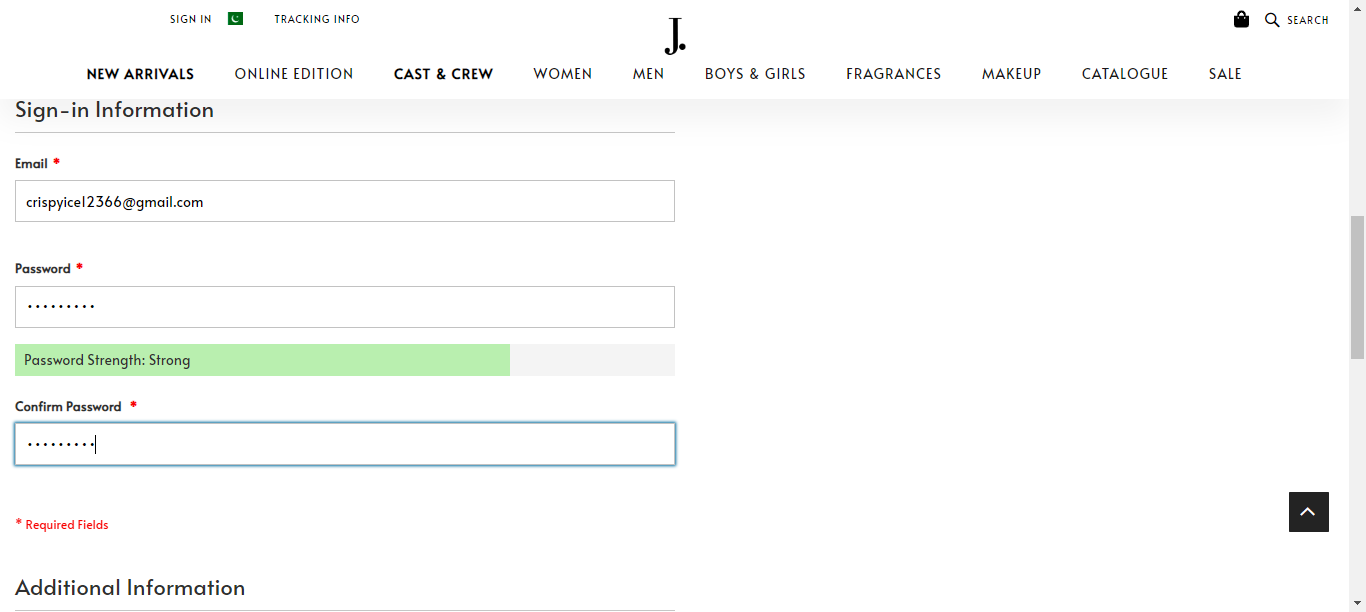 SIGN IN TRACKING INFO
J.
SEARCH
NEW ARRIVALS ONLINE EDITION CAST & CREW WOMEN MEN BOYS & GIRLS FRAGRANCES MAKEUP CATALOGUE SALE
Sign-in Information
Email *
crispyice12366@gmail.com
Password *
•••••••••
Password Strength: Strong
Confirm Password *
•••••••••
* Required Fields
Additional Information